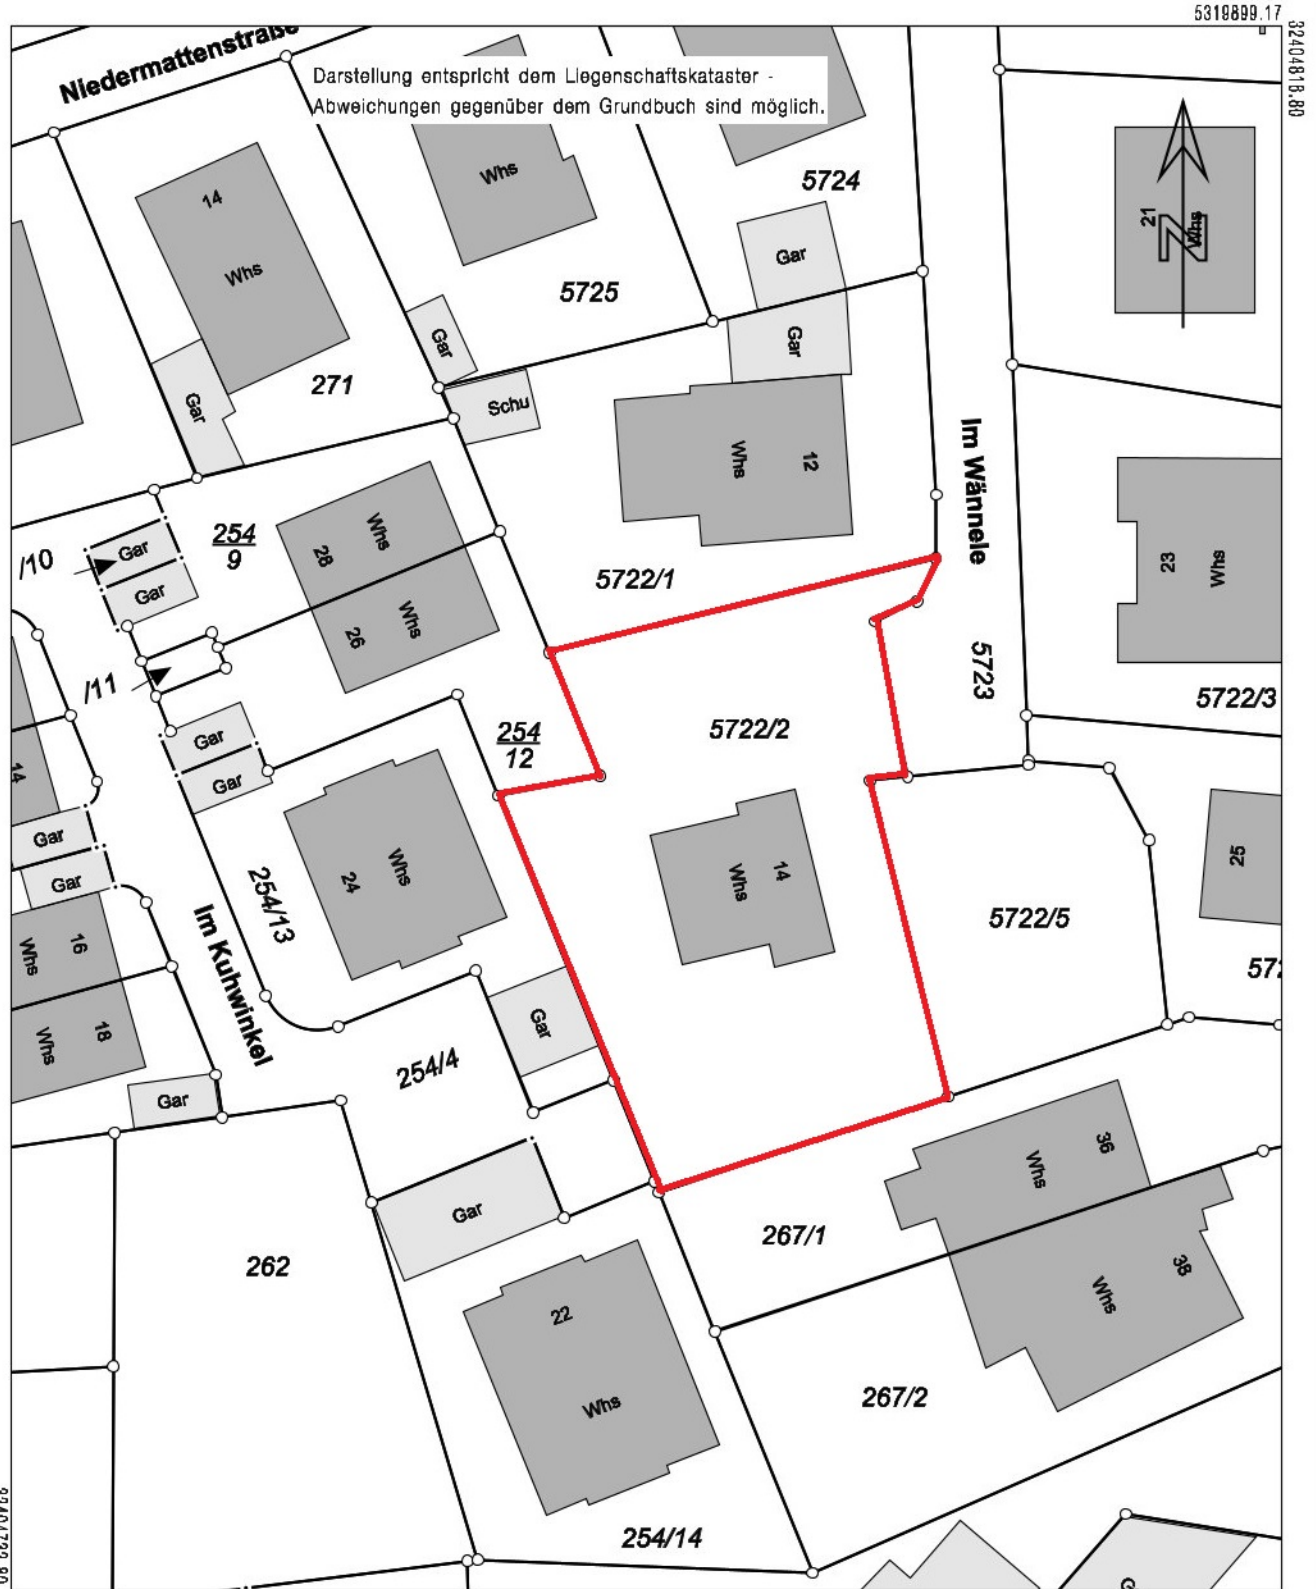 5319899.17
32404818.80
Niedermattenstraße
Darstellung entspricht dem Liegenschaftskataster -
Abweichungen gegenüber dem Grundbuch sind möglich.
Whs
5724
14
21
Whs
N
Whs
Gar
5725
Gar
Gar
271
Schu
Gar
Im Wännele
12
Whs
254
9
Whs
28
/10
Gar
Gar
5722/1
23
Whs
26
Whs
/11
5723
5722/3
254
12
5722/2
Gar
Gar
14
Gar
Gar
24
Whs
14
Whs
25
254/13
5722/5
Im Kuhwinkel
16
Whs
18
Whs
Gar
254/4
Gar
36
Whs
Gar
267/1
262
38
Whs
22
Whs
267/2
254/14